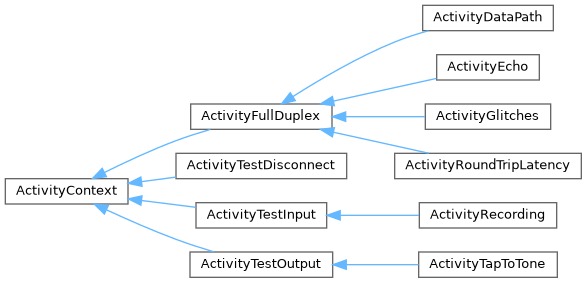 ActivityDataPath
ActivityEcho
ActivityFullDuplex
ActivityGlitches
ActivityRoundTripLatency
ActivityTestDisconnect
ActivityContext
ActivityTestInput
ActivityRecording
ActivityTestOutput
ActivityTapToTone